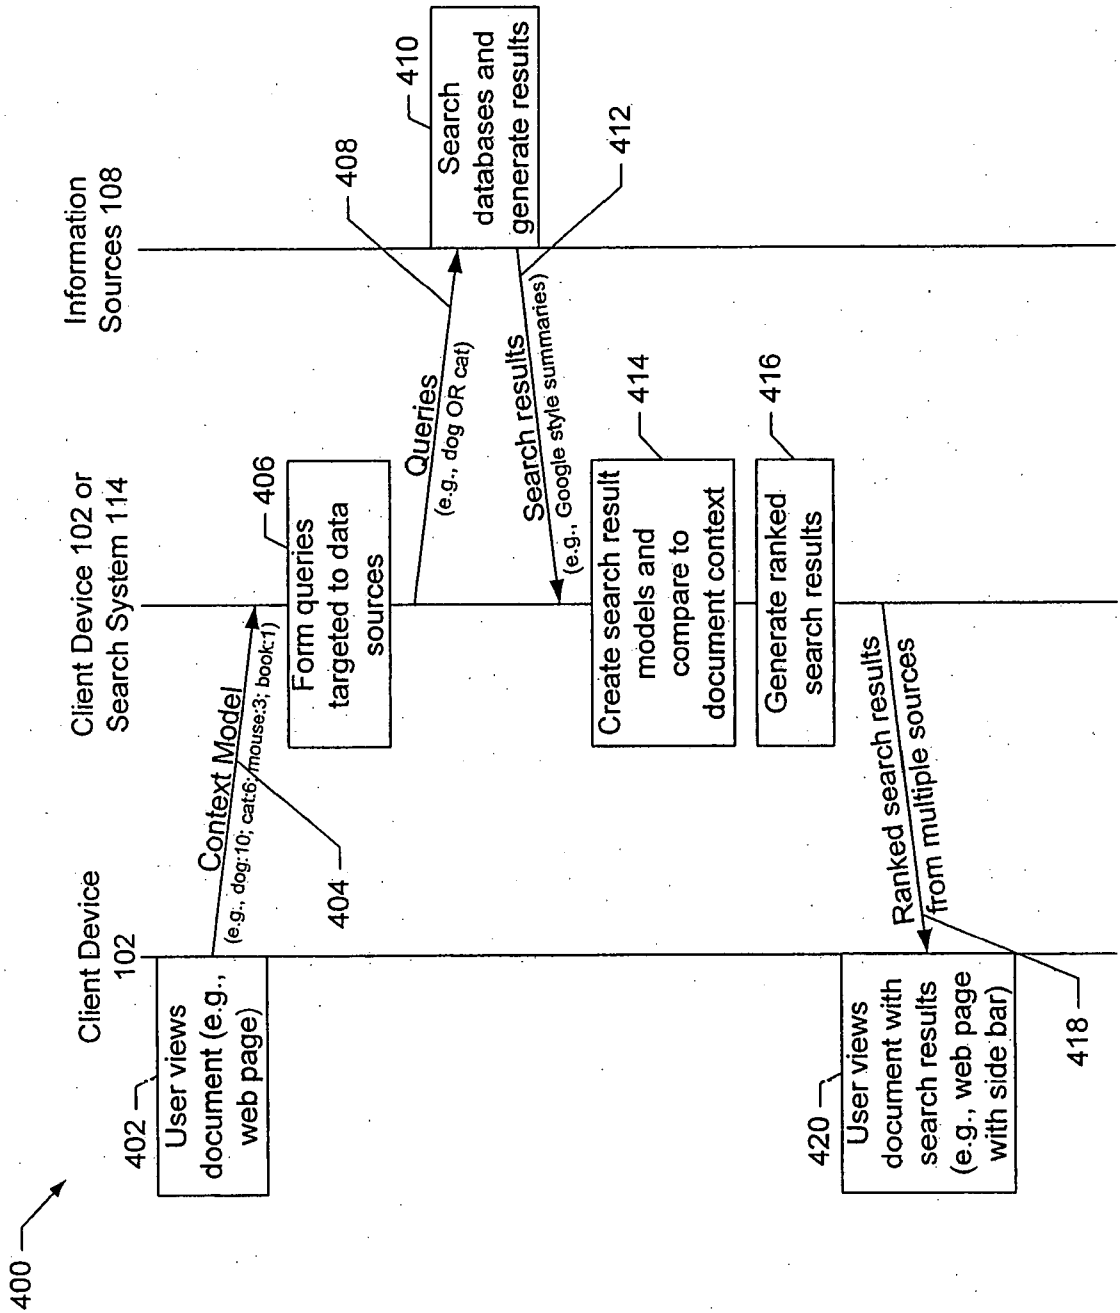 400
Client Device
102
Client Device 102 or
Search System 114
Information
Sources 108
402
User views
document (e.g.,
web page)
Context Model
(e.g., dog:10; cat:6; mouse:3; book:1)
404
406
Form queries
targeted to data
sources
Queries
(e.g., dog OR cat)
408
410
Search
databases and
generate results
Search results
(e.g., Google style summaries)
412
414
Create search result
models and
compare to
document context
416
Generate ranked
search results
Ranked search results
from multiple sources
418
420
User views
document with
search results
(e.g., web page
with side bar)